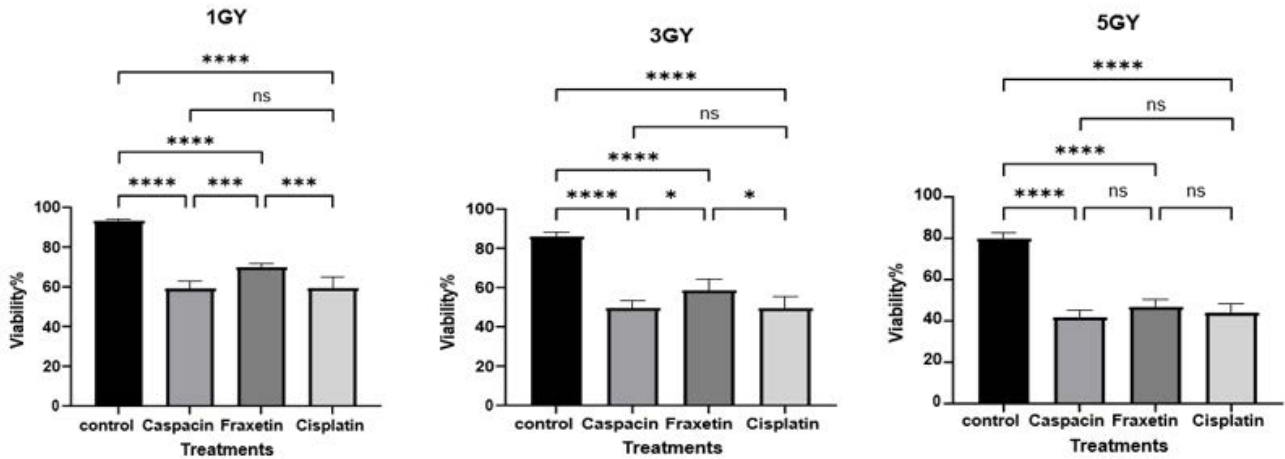 1GY
****
ns
****
**** *** ***
100
80
60
40
20
0
Viability%
control Caspacin Fraxetin Cisplatin
Treatments
3GY
****
ns
****
**** * *
100
80
60
40
20
0
Viability%
control Caspacin Fraxetin Cisplatin
Treatments
5GY
****
ns
****
**** ns ns
100
80
60
40
20
0
Viability%
control Caspacin Fraxetin Cisplatin
Treatments